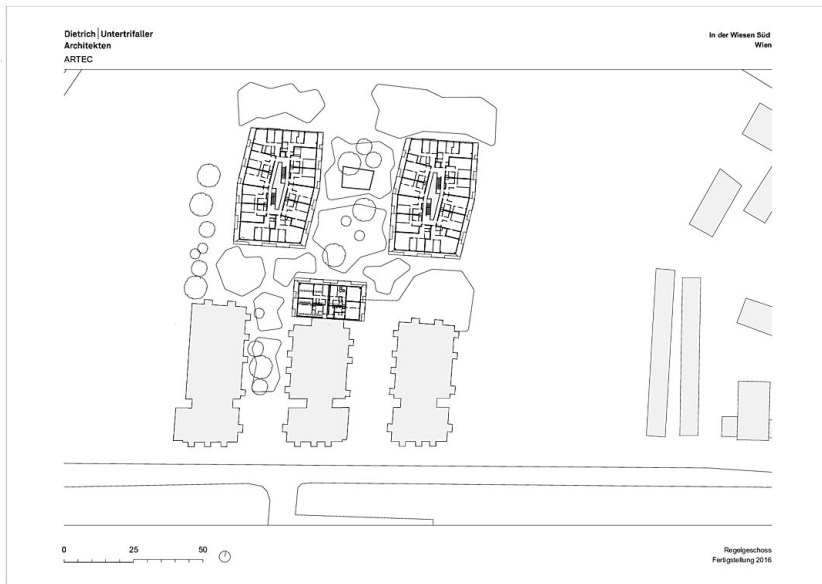 Dietrich | Untertrifaller
Architekten
ARTEC
In der Wiesen Süd
Wien
0 25 50
Regelgeschoss
Fertigstellung 2016